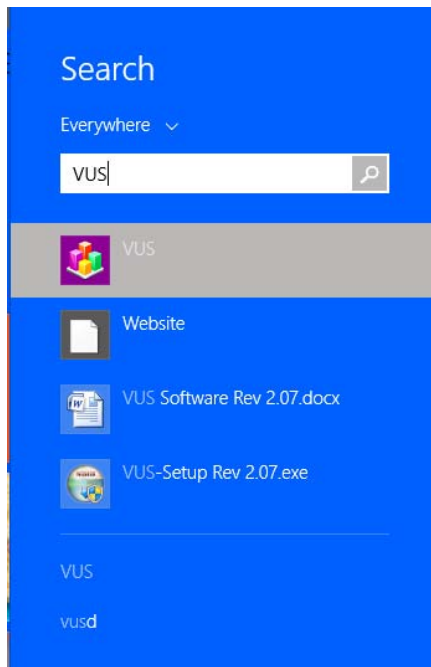 Search
Everywhere
VUS
VUS
Website
VUS Software Rev 2.07.docx
VUS-Setup Rev 2.07.exe
VUS
vusd